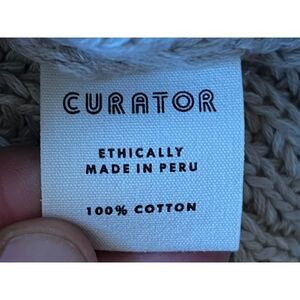 CURATOR
ETHICALLY
MADE IN PERU
100% COTTON